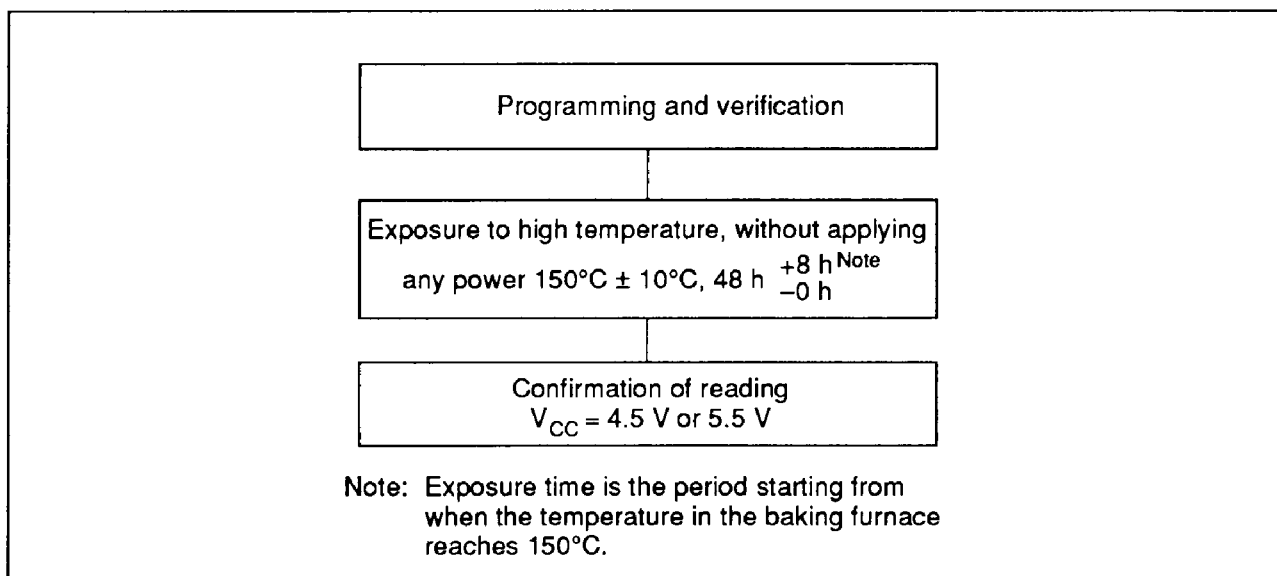 Programming and verification
Exposure to high temperature, without applying
any power 150°C ± 10°C, 48 h +8 h Note
−0 h
Confirmation of reading
VCC = 4.5 V or 5.5 V
Note: Exposure time is the period starting from
when the temperature in the baking furnace
reaches 150°C.